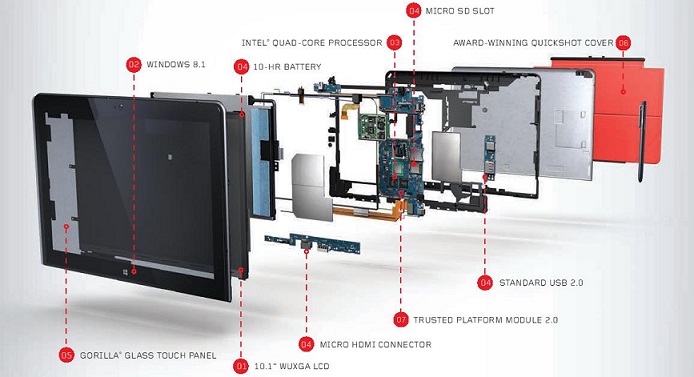 04 MICRO SD SLOT
INTEL® QUAD-CORE PROCESSOR 03
AWARD-WINNING QUICKSHOT COVER 06
02 WINDOWS 8.1
04 10-HR BATTERY
04 STANDARD USB 2.0
07 TRUSTED PLATFORM MODULE 2.0
04 MICRO HDMI CONNECTOR
05 GORILLA® GLASS TOUCH PANEL
01 10.1" WUXGA LCD